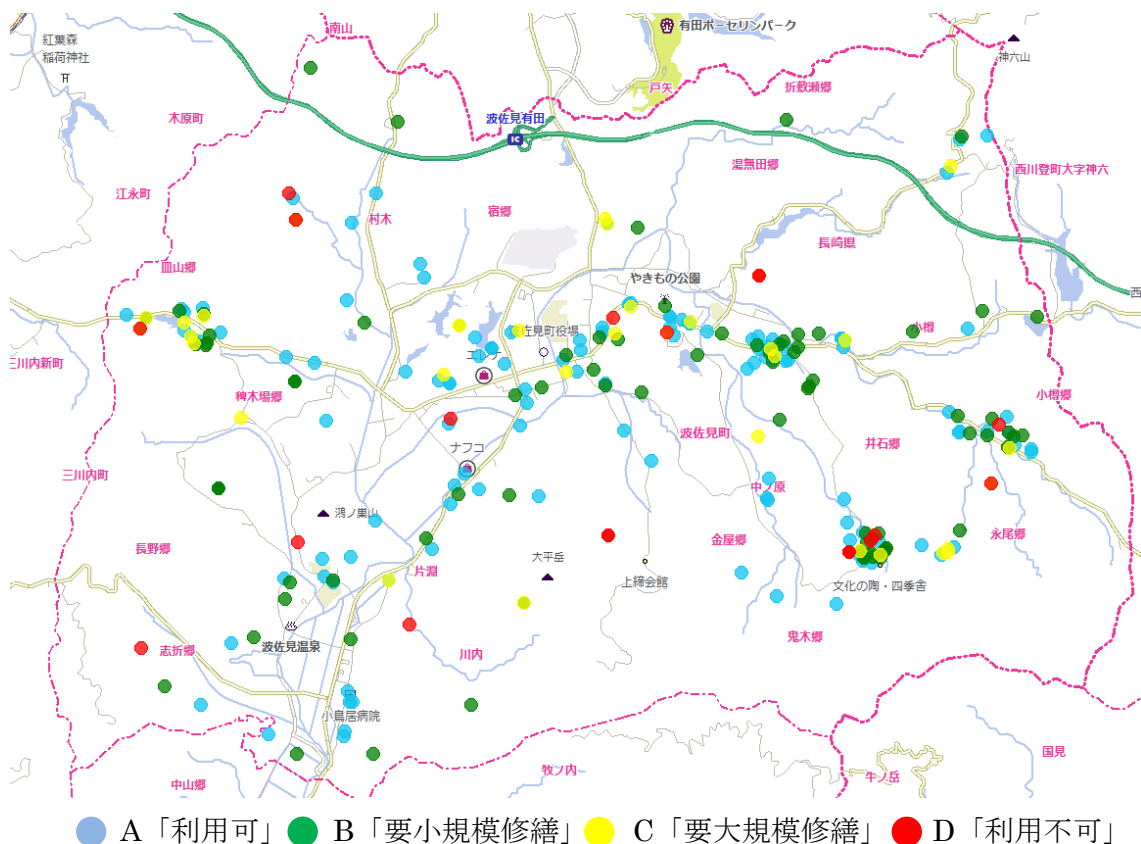 南山
有田ポーセリンパーク
紅葉森
稲荷神社
神六山
戸矢
折敷瀬郷
木原町
波佐見有田
IC
湯無田郷
西川登町大字神六
江永町
村木
宿郷
長崎県
皿山郷
やきもの公園
西
小樽
佐見町役場
三川内新町
稗木場郷
小樽郷
波佐見町
井石郷
ナフコ
三川内町
中ノ原
鴻ノ巣山
永尾郷
長野郷
金屋郷
片淵
大平岳
上締会館
文化の陶・四季舎
鬼木郷
波佐見温泉
志折郷
川内
小鳥居病院
国見
中山郷
牧ノ内
牛ノ岳
A「利用可」 B「要小規模修繕」 C「要大規模修繕」 D「利用不可」